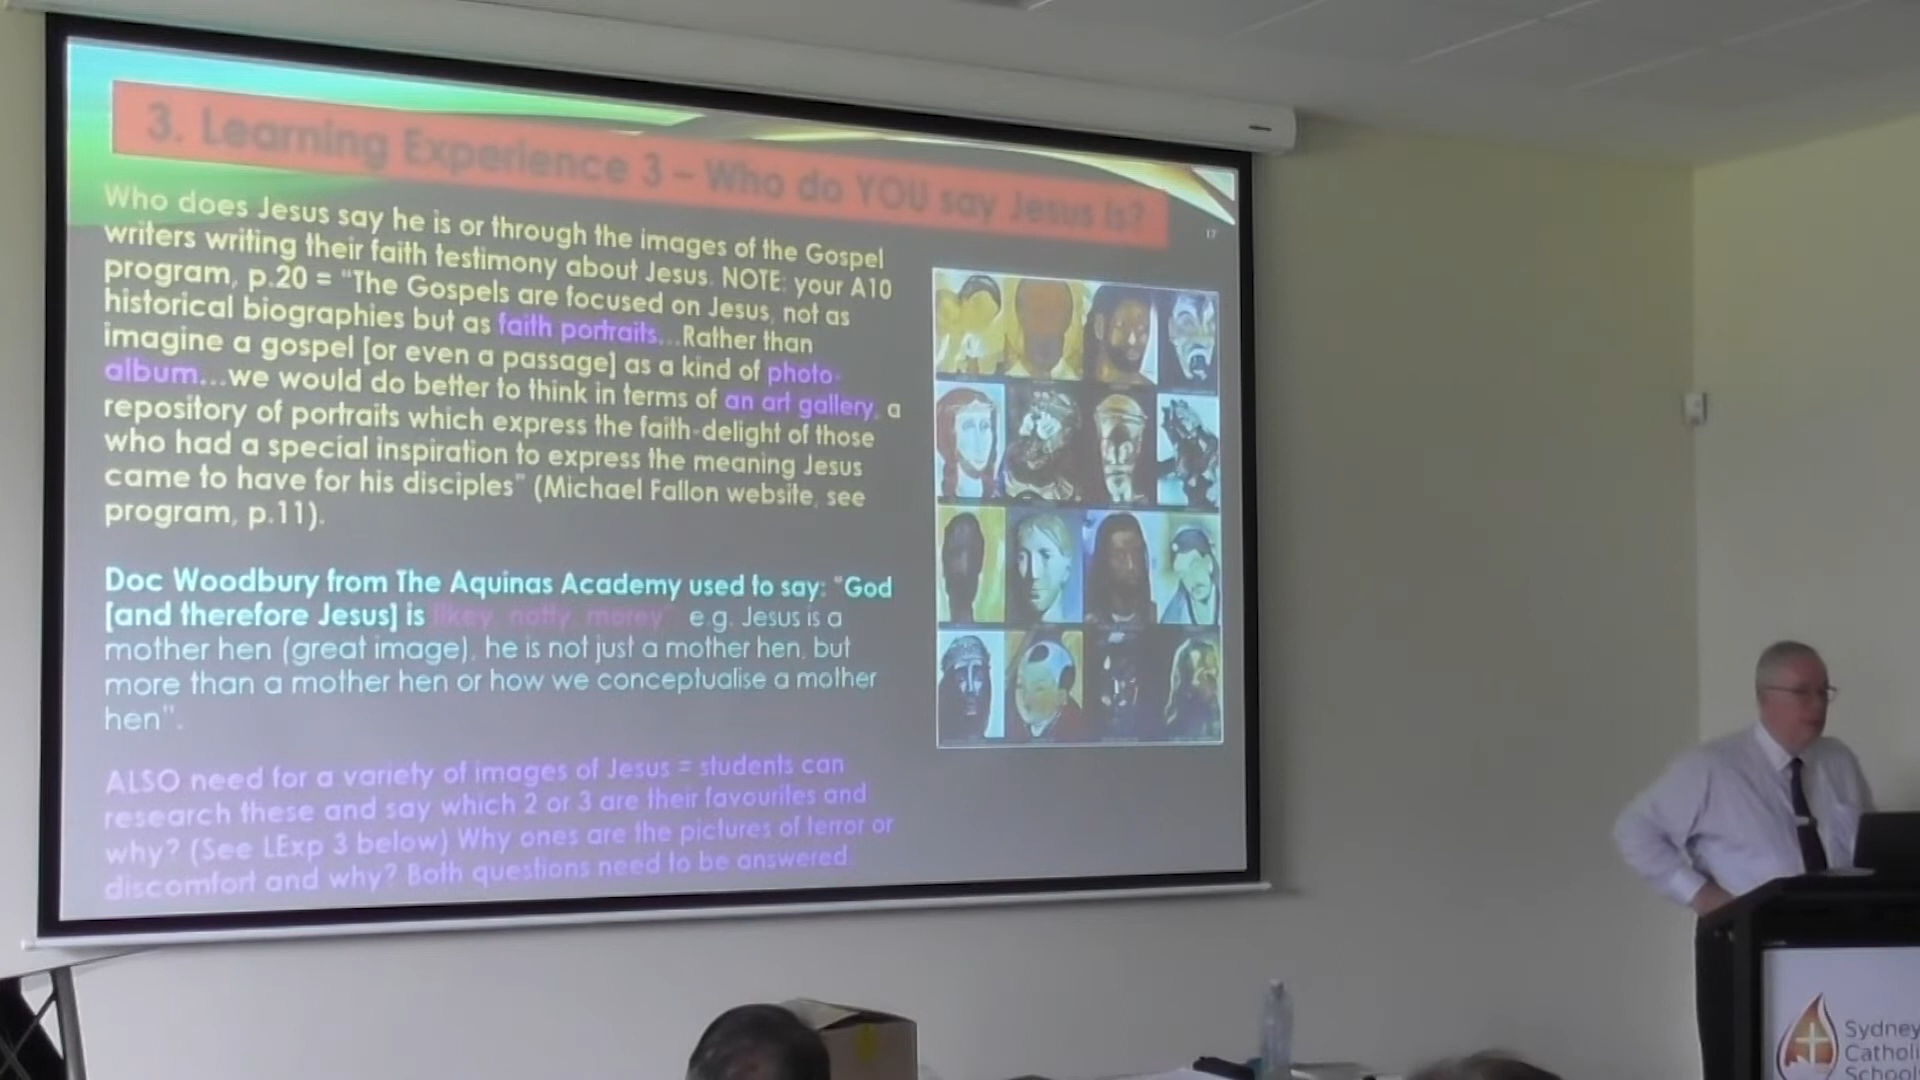 3. Learning Experience 3 – Who do YOU say Jesus Is?
17
Who does Jesus say he is or through the images of the Gospel
writers writing their faith testimony about Jesus. NOTE: your A10
program, p.20 = "The Gospels are focused on Jesus, not as
historical biographies but as faith portraits...Rather than
imagine a gospel [or even a passage] as a kind of photo-
album...we would do better to think in terms of an art gallery, a
repository of portraits which express the faith-delight of those
who had a special inspiration to express the meaning Jesus
came to have for his disciples" (Michael Fallon website, see
program, p.11).
Doc Woodbury from The Aquinas Academy used to say: "God
[and therefore Jesus] is likey, notty, morey" e.g. Jesus is a
mother hen (great image), he is not just a mother hen, but
more than a mother hen or how we conceptualise a mother
hen".
ALSO need for a variety of images of Jesus = students can
research these and say which 2 or 3 are their favourites and
why? (See LExp 3 below) Why ones are the pictures of terror or
discomfort and why? Both questions need to be answered.
Sydney
Catholi
Schools